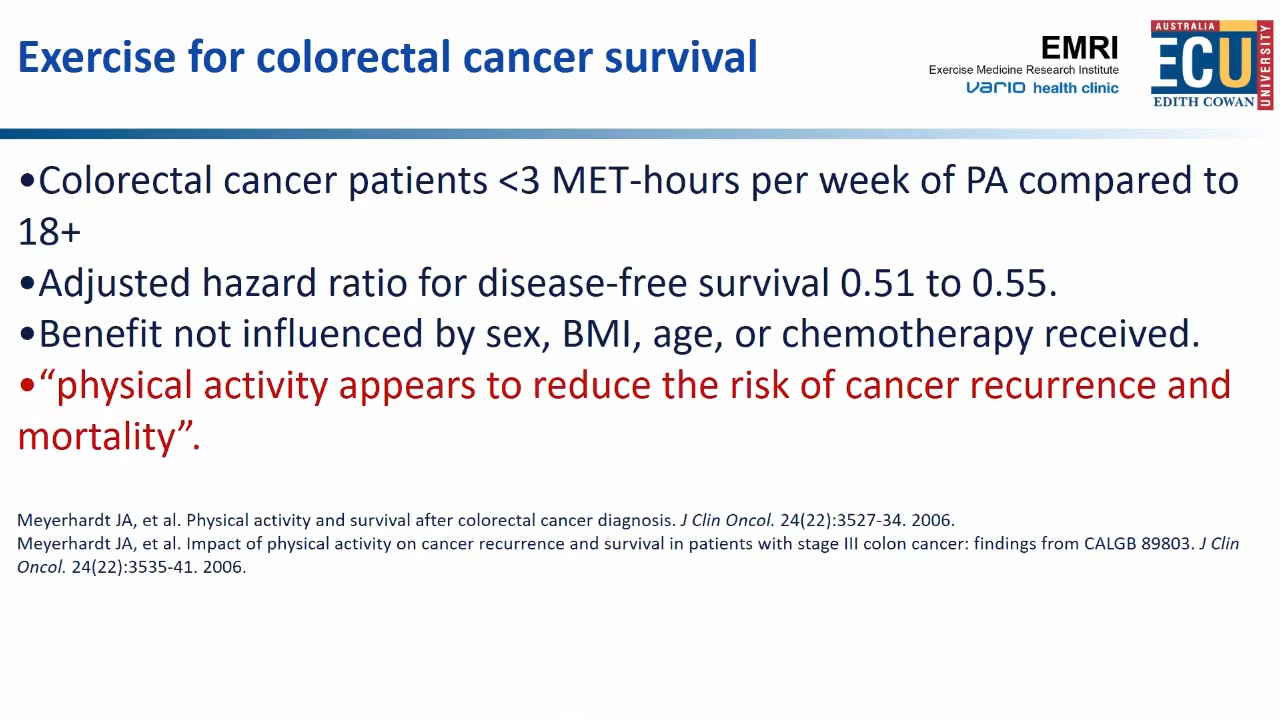 Exercise for colorectal cancer survival
EMRI
Exercise Medicine Research Institute
vario health clinic
AUSTRALIA
ECU
EDITH COWAN
UNIVERSITY
•Colorectal cancer patients <3 MET-hours per week of PA compared to
18+
•Adjusted hazard ratio for disease-free survival 0.51 to 0.55.
•Benefit not influenced by sex, BMI, age, or chemotherapy received.
•“physical activity appears to reduce the risk of cancer recurrence and
mortality”.
Meyerhardt JA, et al. Physical activity and survival after colorectal cancer diagnosis. J Clin Oncol. 24(22):3527-34. 2006.
Meyerhardt JA, et al. Impact of physical activity on cancer recurrence and survival in patients with stage III colon cancer: findings from CALGB 89803. J Clin
Oncol. 24(22):3535-41. 2006.